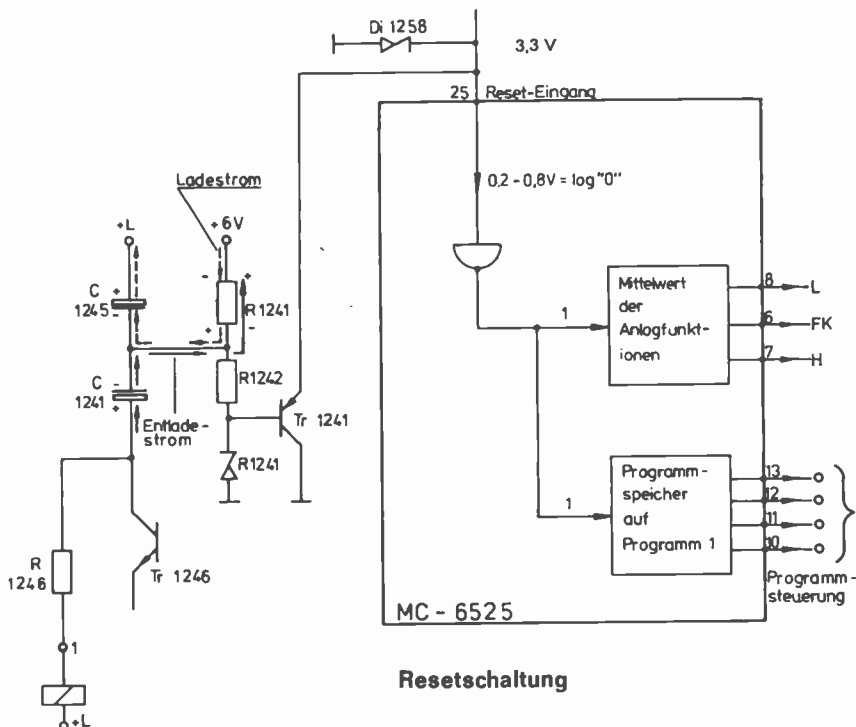 Di 1258
3,3 V
25 Reset-Eingang
Ladestrom
0,2-0,8V = log "0"
+L
+6V
+
-
C
1245
-
+
R1241
+
-
R1242
C
1241
-
+
Entlade-
strom
Tr 1241
R1241
R
1246
Tr 1246
1
+L
1
Mittelwert
der
Anlogfunkt-
ionen
8
L
6
FK
7
H
1
Programm-
speicher
auf
Programm 1
13
12
11
10
Programm-
steuerung
MC - 6525
Resetschaltung